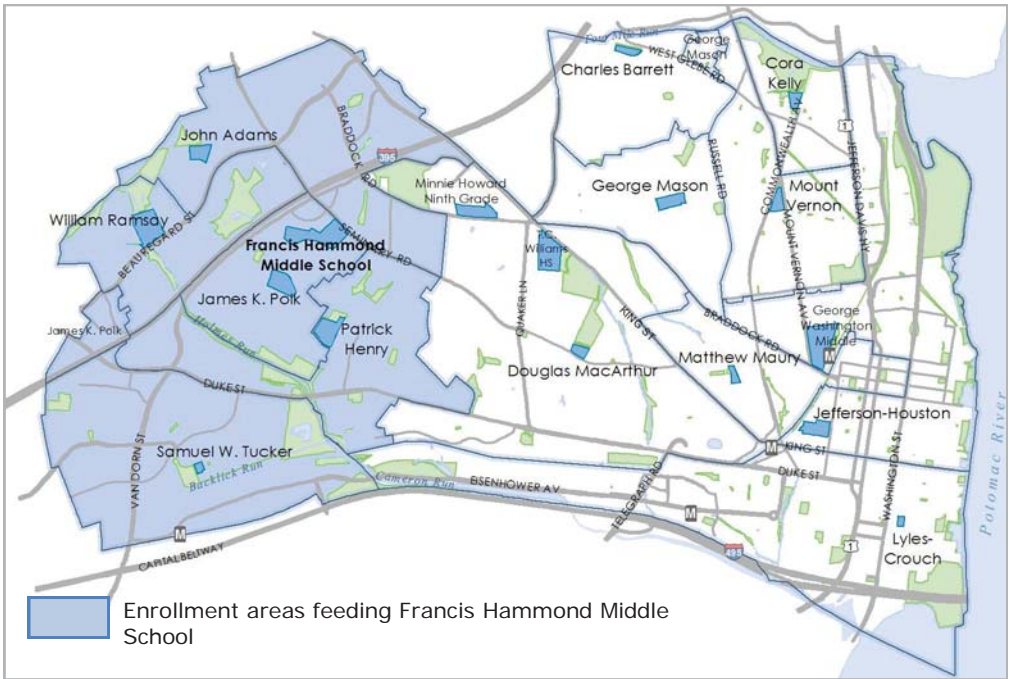 Four Mile Run
George
Mason
WEST GLEBE RD
Charles Barrett
Cora
Kelly
1
JEFFERSON DAVIS HY
COMMONWEALTH AV
RUSSELL RD
John Adams
BRADDOCK RD
395
Minnie Howard
Ninth Grade
George Mason
Mount
Vernon
MOUNT VERNON AV
William Ramsay
BEAUREGARD ST
Francis Hammond
Middle School
SEMINARY RD
T.C.
Williams
HS
James K. Polk
James K. Polk
Holmes Run
Patrick
Henry
QUAKER LN
KING ST
BRADDOCK RD
George
Washington
Middle
M
Matthew Maury
Douglas MacArthur
DUKE ST
Jefferson-Houston
M
KING ST
DUKE ST
WASHINGTON ST
Potomac River
Samuel W. Tucker
Backlick Run
VAN DORN ST
Cameron Run
EISENHOWER AV
TELEGRAPH RD
M
M
CAPITAL BELTWAY
495
1
Lyles-
Crouch
Enrollment areas feeding Francis Hammond Middle
School